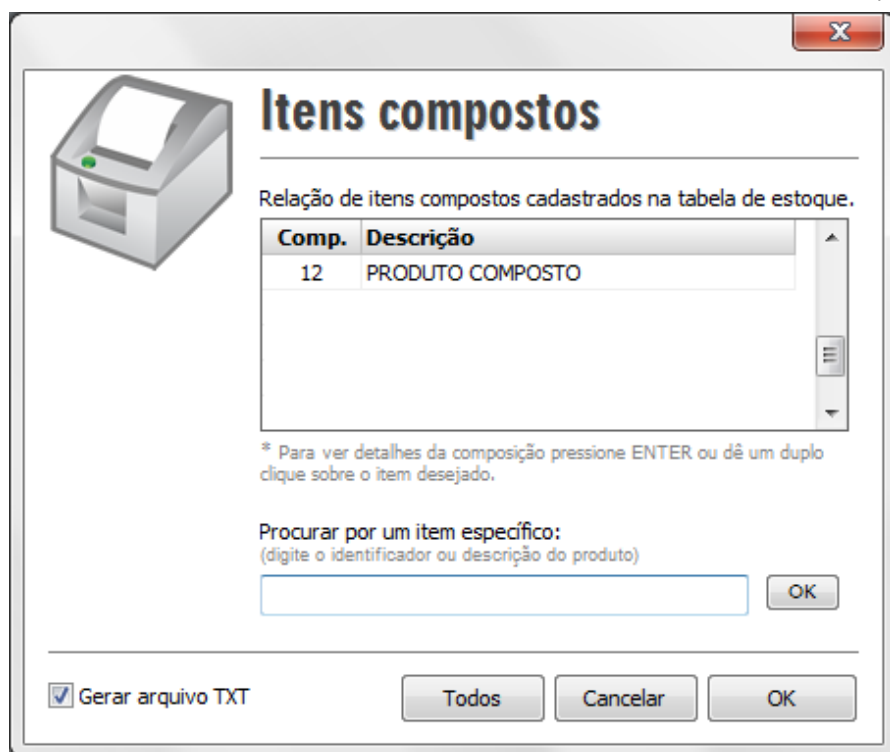 Itens compostos
Relação de itens compostos cadastrados na tabela de estoque.
Comp. Descrição
12 PRODUTO COMPOSTO
* Para ver detalhes da composição pressione ENTER ou dê um duplo
clique sobre o item desejado.
Procurar por um item específico:
(digite o identificador ou descrição do produto)
OK
Gerar arquivo TXT Todos Cancelar OK